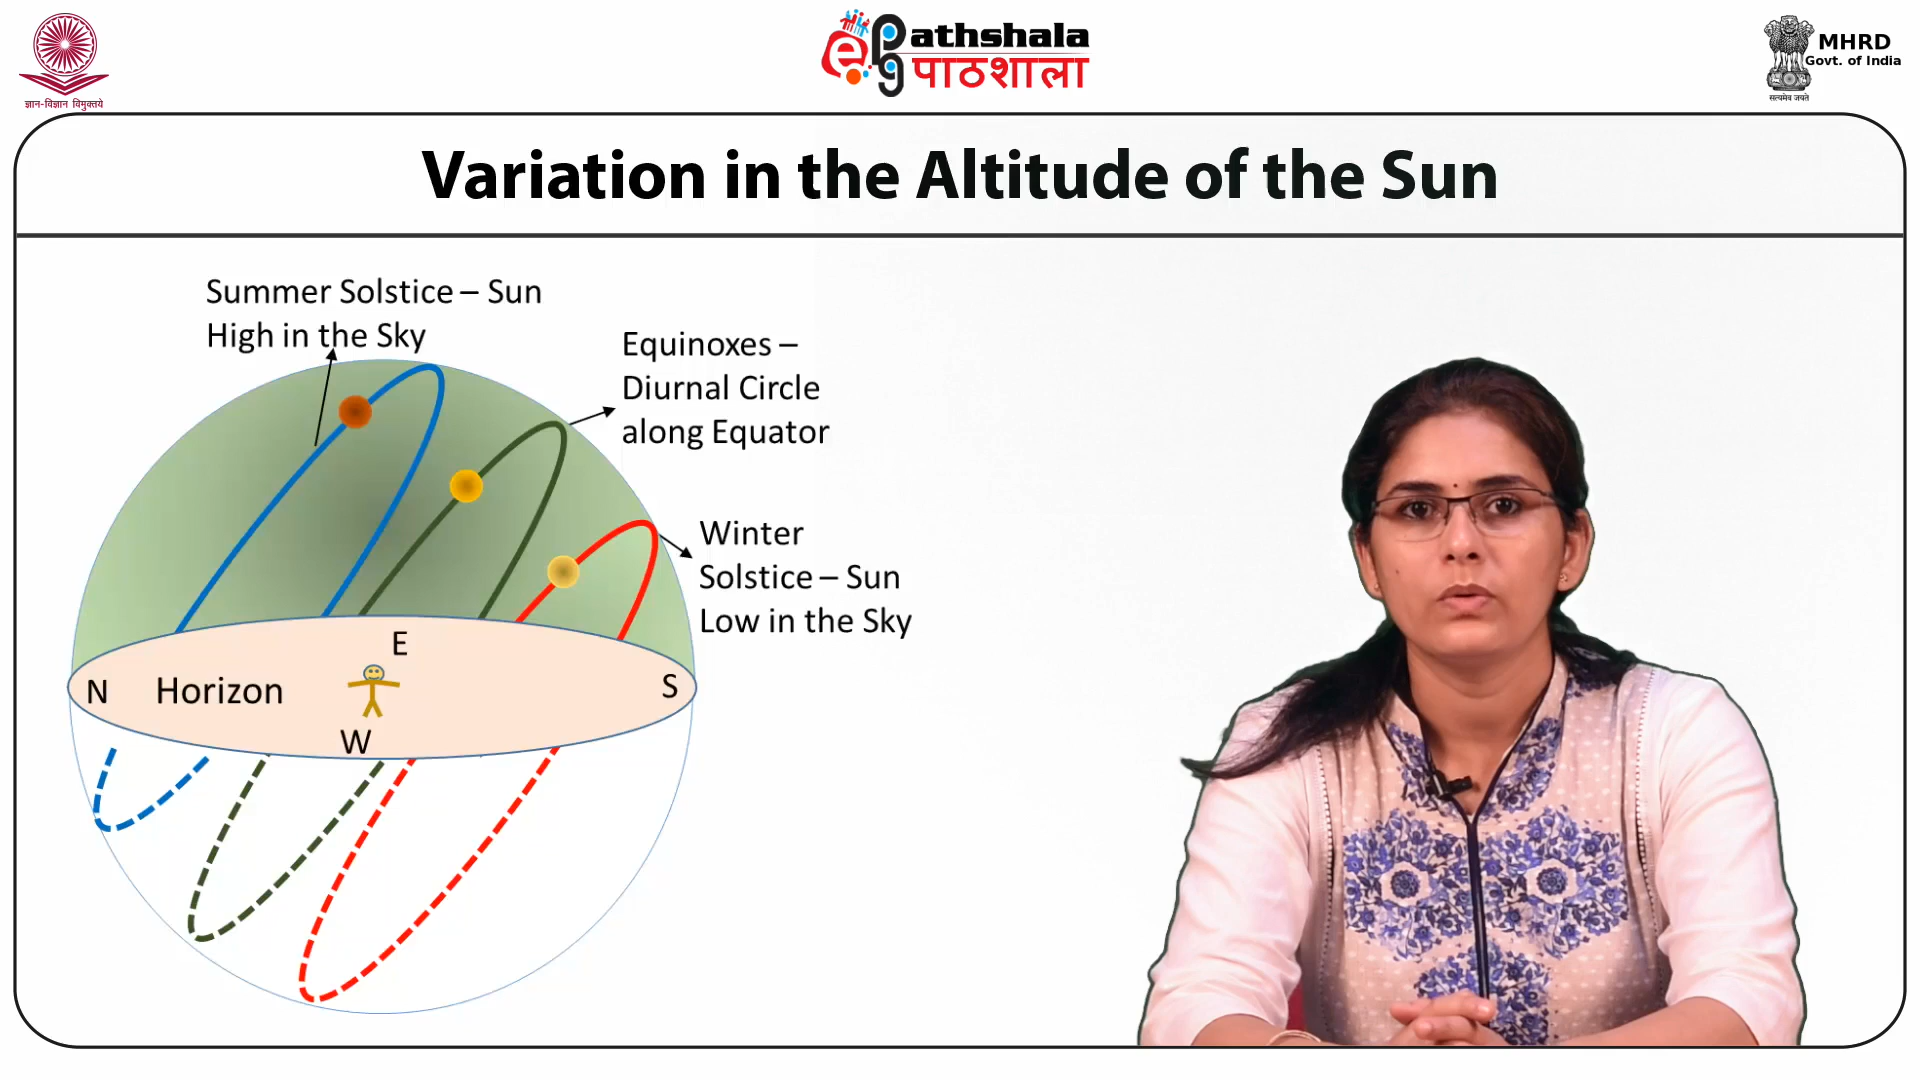 ज्ञान-विज्ञान विमुक्तये
ePathshala
पाठशाला
MHRD
Govt. of India
सत्यमेव जयते
Variation in the Altitude of the Sun
Summer Solstice – Sun
High in the Sky
Equinoxes –
Diurnal Circle
along Equator
Winter
Solstice – Sun
Low in the Sky
E
N
Horizon
S
W